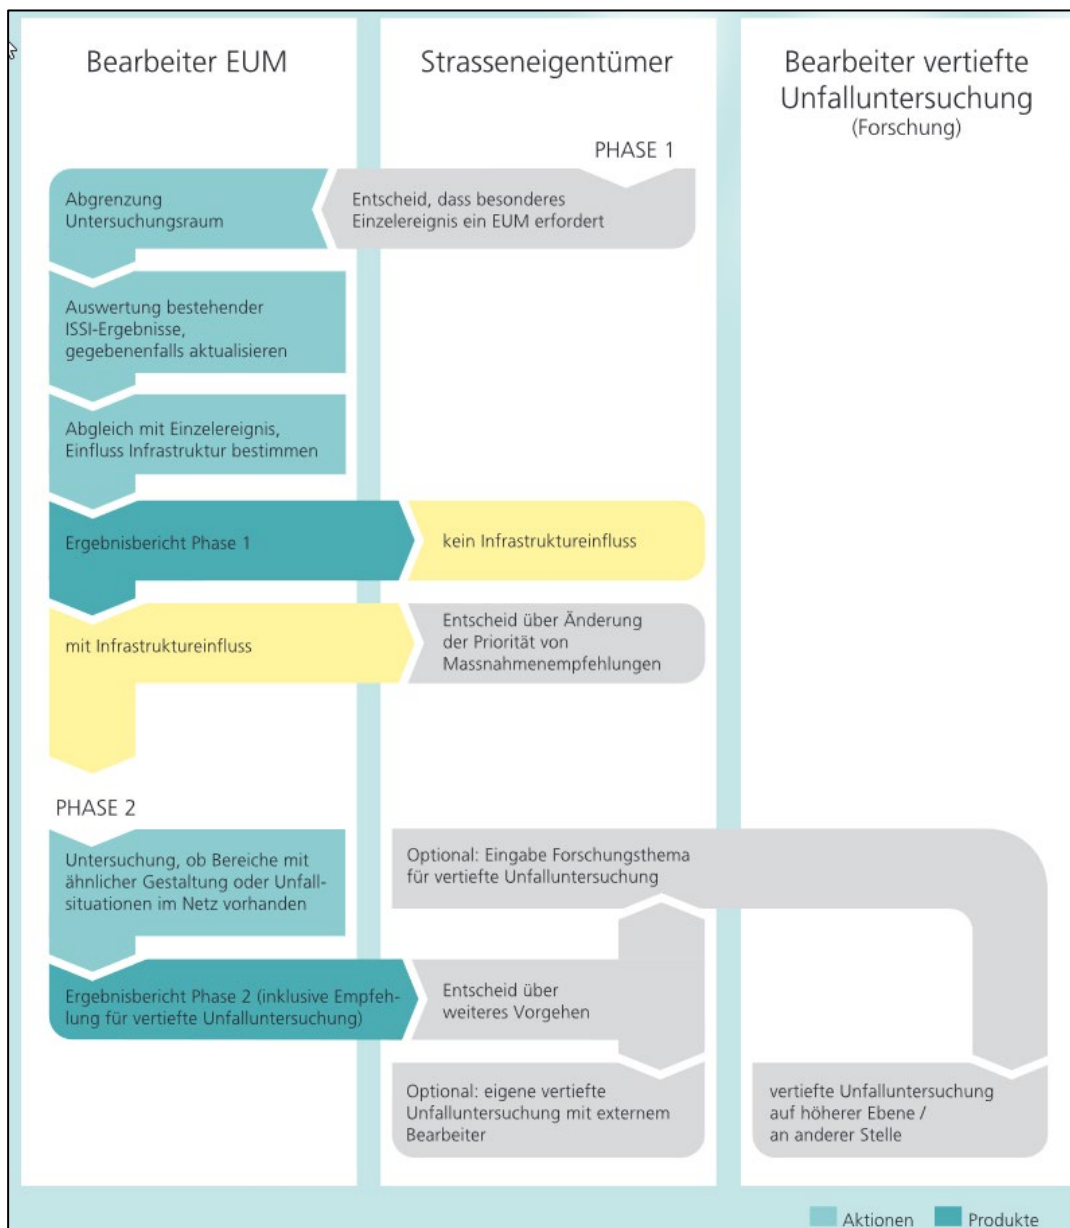 Bearbeiter EUM
Strasseneigentümer
Bearbeiter vertiefte
Unfalluntersuchung
(Forschung)
PHASE 1
Abgrenzung
Untersuchungsraum
Entscheid, dass besonderes
Einzelereignis ein EUM erfordert
Auswertung bestehender
ISSI-Ergebnisse,
gegebenenfalls aktualisieren
Abgleich mit Einzelereignis,
Einfluss Infrastruktur bestimmen
Ergebnisbericht Phase 1
kein Infrastruktureinfluss
mit Infrastruktureinfluss
Entscheid über Änderung
der Priorität von
Massnahmenempfehlungen
PHASE 2
Untersuchung, ob Bereiche mit
ähnlicher Gestaltung oder Unfall-
situationen im Netz vorhanden
Optional: Eingabe Forschungsthema
für vertiefte Unfalluntersuchung
Ergebnisbericht Phase 2 (inklusive Empfeh-
lung für vertiefte Unfalluntersuchung)
Entscheid über
weiteres Vorgehen
Optional: eigene vertiefte
Unfalluntersuchung mit externem
Bearbeiter
vertiefte Unfalluntersuchung
auf höherer Ebene /
an anderer Stelle
Aktionen
Produkte